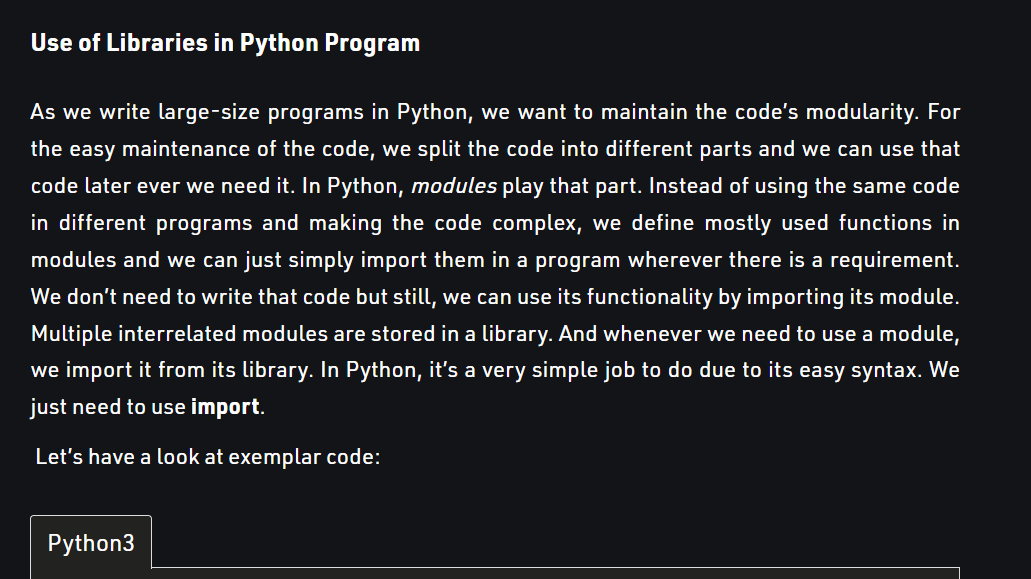 Use of Libraries in Python Program
As we write large-size programs in Python, we want to maintain the code’s modularity. For
the easy maintenance of the code, we split the code into different parts and we can use that
code later ever we need it. In Python, modules play that part. Instead of using the same code
in different programs and making the code complex, we define mostly used functions in
modules and we can just simply import them in a program wherever there is a requirement.
We don’t need to write that code but still, we can use its functionality by importing its module.
Multiple interrelated modules are stored in a library. And whenever we need to use a module,
we import it from its library. In Python, it’s a very simple job to do due to its easy syntax. We
just need to use import.
Let’s have a look at exemplar code:
Python3